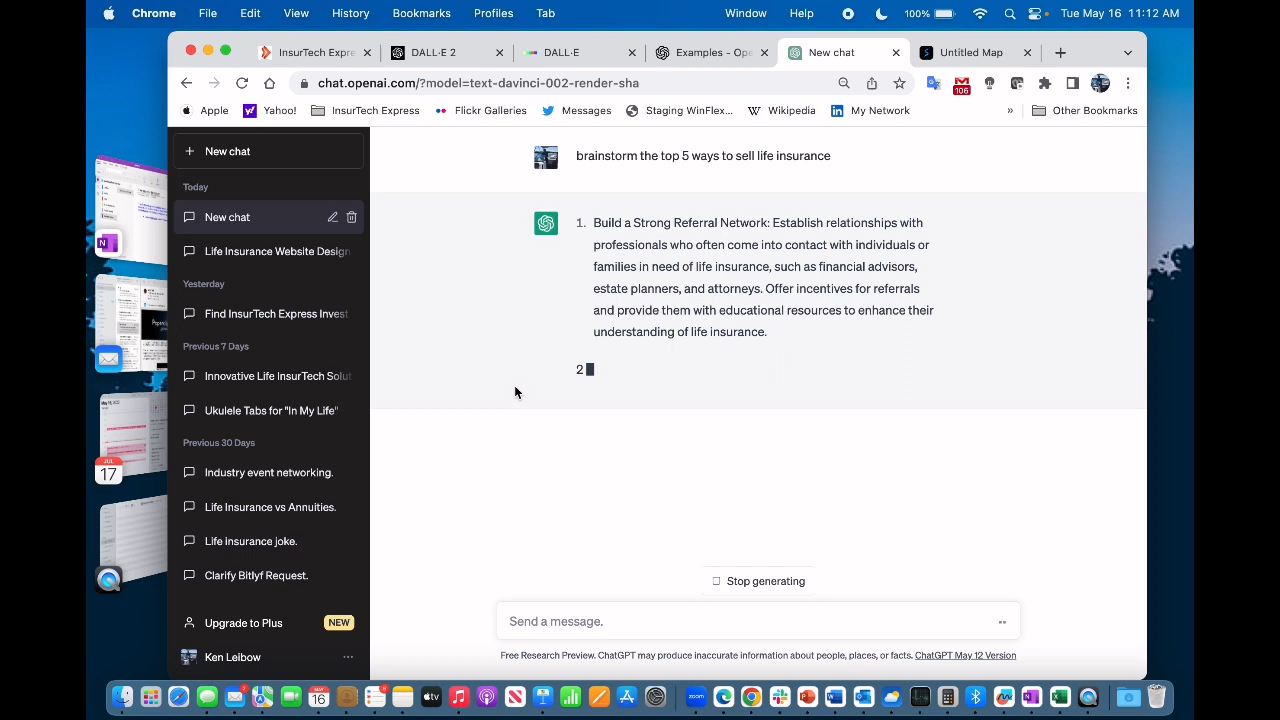 Chrome File Edit View History Bookmarks Profiles Tab Window Help 100% Tue May 16 11:12 AM
InsurTech Expre
DALL·E 2
DALL·E
Examples - Ope
New chat
Untitled Map
chat.openai.com/?model=text-davinci-002-render-sha
106
Apple
Yahoo!
InsurTech Express
Flickr Galleries
Messages
Staging WinFlex...
Wikipedia
My Network
»
Other Bookmarks
+ New chat
Today
New chat
Life Insurance Website Design
Yesterday
Find InsurTech Express Invest
Previous 7 Days
Innovative Life InsurTech Solut
Ukulele Tabs for "In My Life"
Previous 30 Days
Industry event networking.
Life Insurance vs Annuities.
Life insurance joke.
Clarify Bitlyf Request.
Upgrade to Plus NEW
Ken Leibow
brainstorm the top 5 ways to sell life insurance
1. Build a Strong Referral Network: Establish relationships with
professionals who often come into contact with individuals or
families in need of life insurance, such as financial advisors,
estate planners, and attorneys. Offer incentives for referrals
and provide them with educational resources to enhance their
understanding of life insurance.
2
Stop generating
Send a message.
Free Research Preview. ChatGPT may produce inaccurate information about people, places, or facts. ChatGPT May 12 Version
JUL
17
MAY
16
zoom